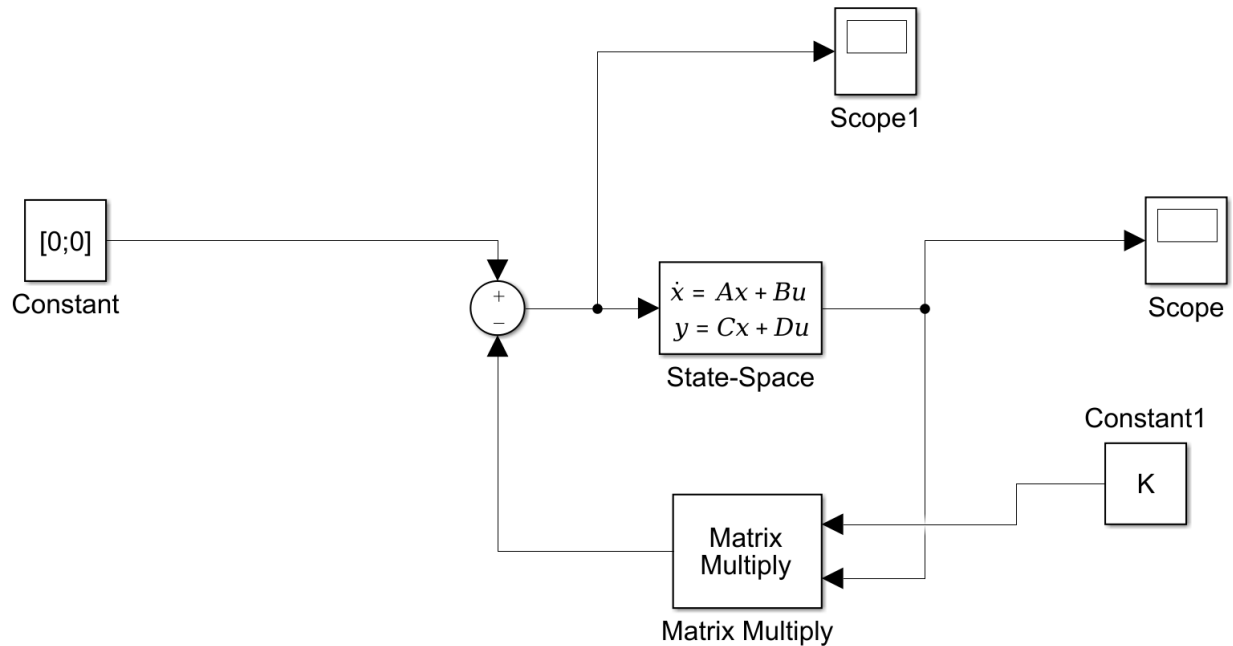 Scope1
[0;0]
Constant
+
−
ẋ = Ax + Bu
y = Cx + Du
State-Space
Scope
Constant1
K
Matrix
Multiply
Matrix Multiply